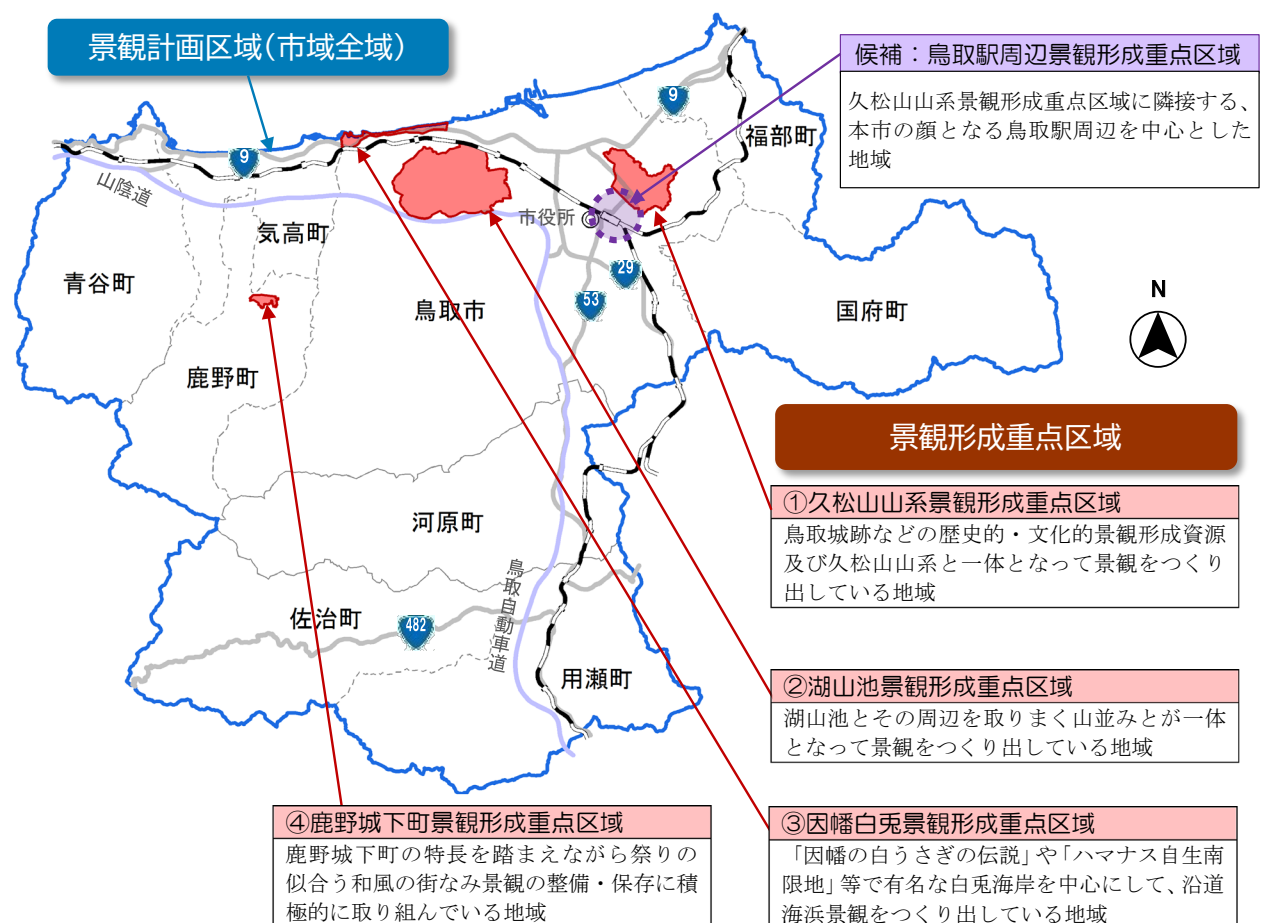 景観計画区域（市域全域）
候補：鳥取駅周辺景観形成重点区域
久松山山系景観形成重点区域に隣接する、
本市の顔となる鳥取駅周辺を中心とした
地域
9
福部町
9
山陰道
市役所
気高町
青谷町
29
53
鳥取市
国府町
N
鹿野町
景観形成重点区域
①久松山山系景観形成重点区域
鳥取城跡などの歴史的・文化的景観形成資源
及び久松山山系と一体となって景観をつくり
出している地域
河原町
鳥取自動車道
佐治町
482
用瀬町
②湖山池景観形成重点区域
湖山池とその周辺を取りまく山並みとが一体
となって景観をつくり出している地域
④鹿野城下町景観形成重点区域
鹿野城下町の特長を踏まえながら祭りの
似合う和風の街なみ景観の整備・保存に積
極的に取り組んでいる地域
③因幡白兎景観形成重点区域
「因幡の白うさぎの伝説」や「ハマナス自生南
限地」等で有名な白兎海岸を中心にして、沿道
海浜景観をつくり出している地域